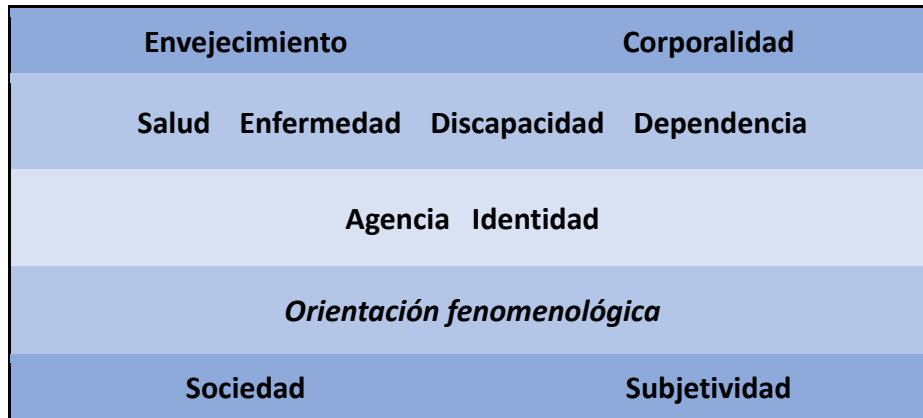 Envejecimiento Corporalidad
Salud Enfermedad Discapacidad Dependencia
Agencia Identidad
Orientación fenomenológica
Sociedad Subjetividad